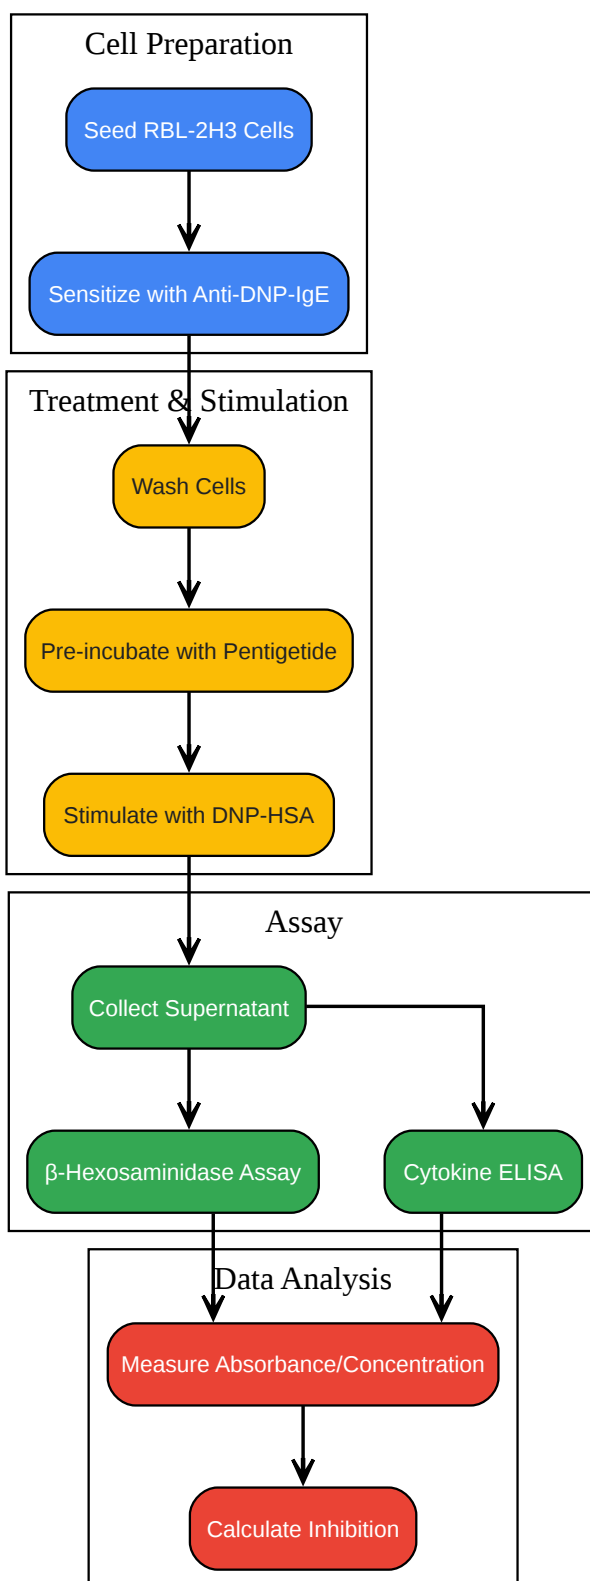 Cell Preparation
Seed RBL-2H3 Cells
Sensitize with Anti-DNP-IgE
Treatment & Stimulation
Wash Cells
Pre-incubate with Pentigetide
Stimulate with DNP-HSA
Assay
Collect Supernatant
β-Hexosaminidase Assay
Cytokine ELISA
Data Analysis
Measure Absorbance/Concentration
Calculate Inhibition